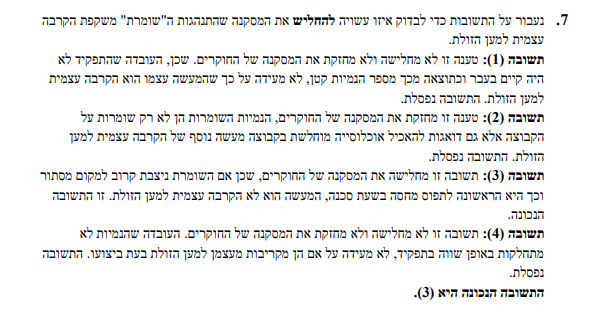 7. נעבור על התשובות כדי לבדוק איזו עשויה להחליש את המסקנה שהתנהגות ה"שומרת" משקפת הקרבה
עצמית למען הזולת.
תשובה (1): טענה זו לא מחלישה ולא מחזקת את המסקנה של החוקרים. שכן, העובדה שהתפקיד לא
היה קיים בעבר וכתוצאה מכך מספר הנמיות קטן, לא מעידה על כך שהמעשה עצמו הוא הקרבה עצמית
למען הזולת. התשובה נפסלת.
תשובה (2): טענה זו מחזקת את המסקנה של החוקרים, הנמיות השומרות הן לא רק שומרות על
הקבוצה אלא גם דואגות להאכיל אוכלוסייה מוחלשת בקבוצה מעשה נוסף של הקרבה עצמית למען
הזולת. התשובה נפסלת.
תשובה (3): תשובה זו מחלישה את המסקנה של החוקרים, שכן אם השומרת ניצבת קרוב למקום מסתור
וכך היא הראשונה לתפוס מחסה בשעת סכנה, המעשה הוא לא הקרבה עצמית למען הזולת. זו התשובה
הנכונה.
תשובה (4): תשובה זו לא מחלישה ולא מחזקת את המסקנה של החוקרים. העובדה שהנמיות לא
מתחלקות באופן שווה בתפקיד, לא מעידה על אם הן מקריבות מעצמן למען הזולת בעת ביצועו. התשובה
נפסלת.
התשובה הנכונה היא (3).